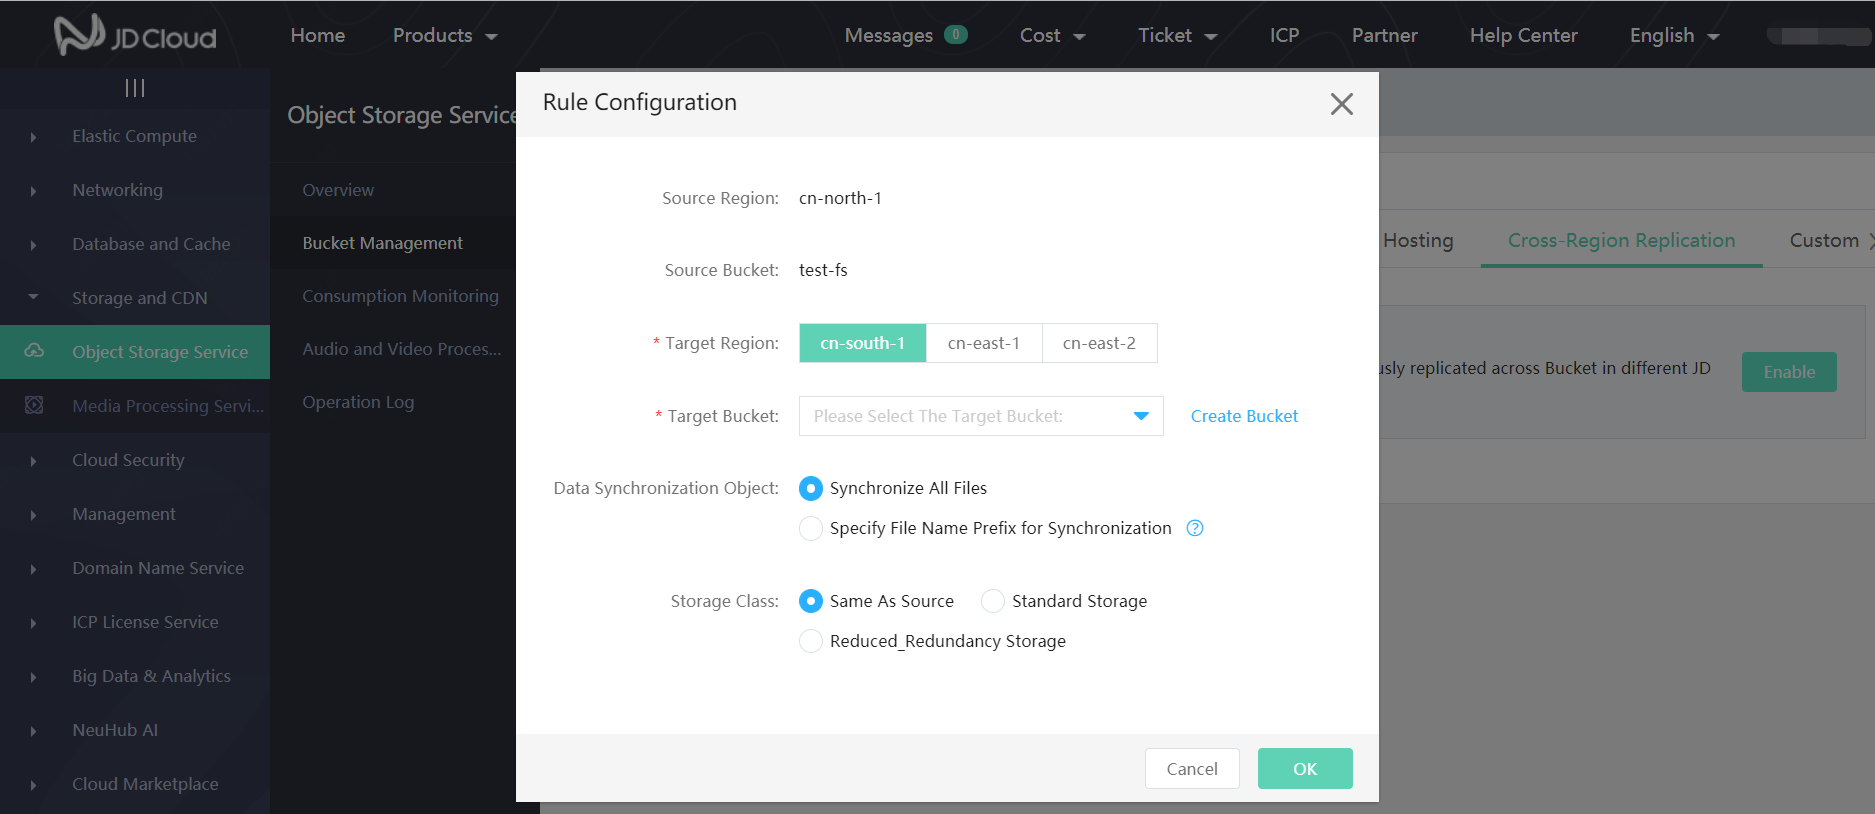 JD Cloud
Home
Products
Messages 0
Cost
Ticket
ICP
Partner
Help Center
English
Elastic Compute
Networking
Database and Cache
Storage and CDN
Object Storage Service
Media Processing Servi...
Cloud Security
Management
Domain Name Service
ICP License Service
Big Data & Analytics
NeuHub AI
Cloud Marketplace
Object Storage Service
Overview
Bucket Management
Consumption Monitoring
Audio and Video Proces...
Operation Log
Rule Configuration
Source Region: cn-north-1
Source Bucket: test-fs
* Target Region: cn-south-1 cn-east-1 cn-east-2
* Target Bucket: Please Select The Target Bucket: Create Bucket
Data Synchronization Object: Synchronize All Files
Specify File Name Prefix for Synchronization ?
Storage Class: Same As Source Standard Storage
Reduced_Redundancy Storage
Cancel
OK
Hosting
Cross-Region Replication
Custom
usly replicated across Bucket in different JD
Enable